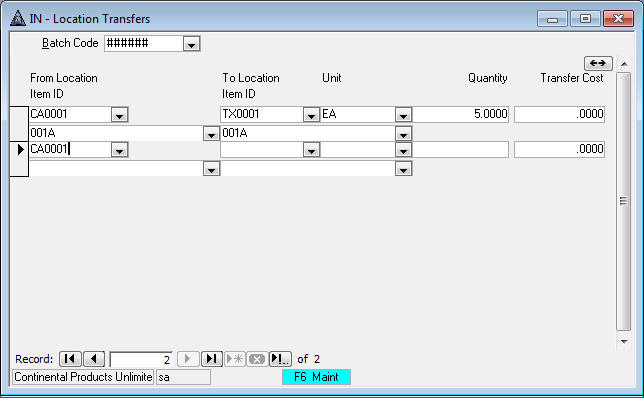 IN - Location Transfers
Batch Code ######
From Location To Location Unit Quantity Transfer Cost
Item ID Item ID
CA0001 TX0001 EA 5.0000 .0000
001A 001A
CA0001 .0000
Record: 2 of 2
Continental Products Unlimite sa F6 Maint